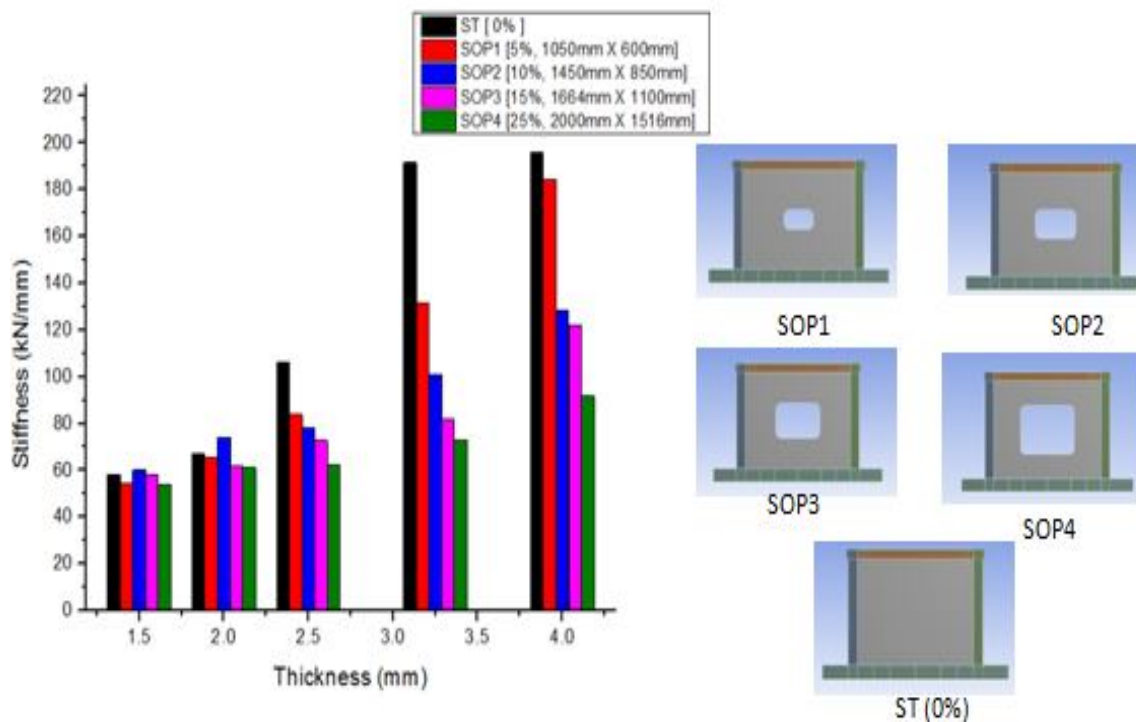 ST [ 0% ]
SOP1 [5%, 1050mm X 600mm]
SOP2 [10%, 1450mm X 850mm]
SOP3 [15%, 1664mm X 1100mm]
SOP4 [25%, 2000mm X 1516mm]
Stiffness (kN/mm)
220
200
180
160
140
120
100
80
60
40
20
0
1.5 2.0 2.5 3.0 3.5 4.0
Thickness (mm)
SOP1 SOP2
SOP3 SOP4
ST (0%)